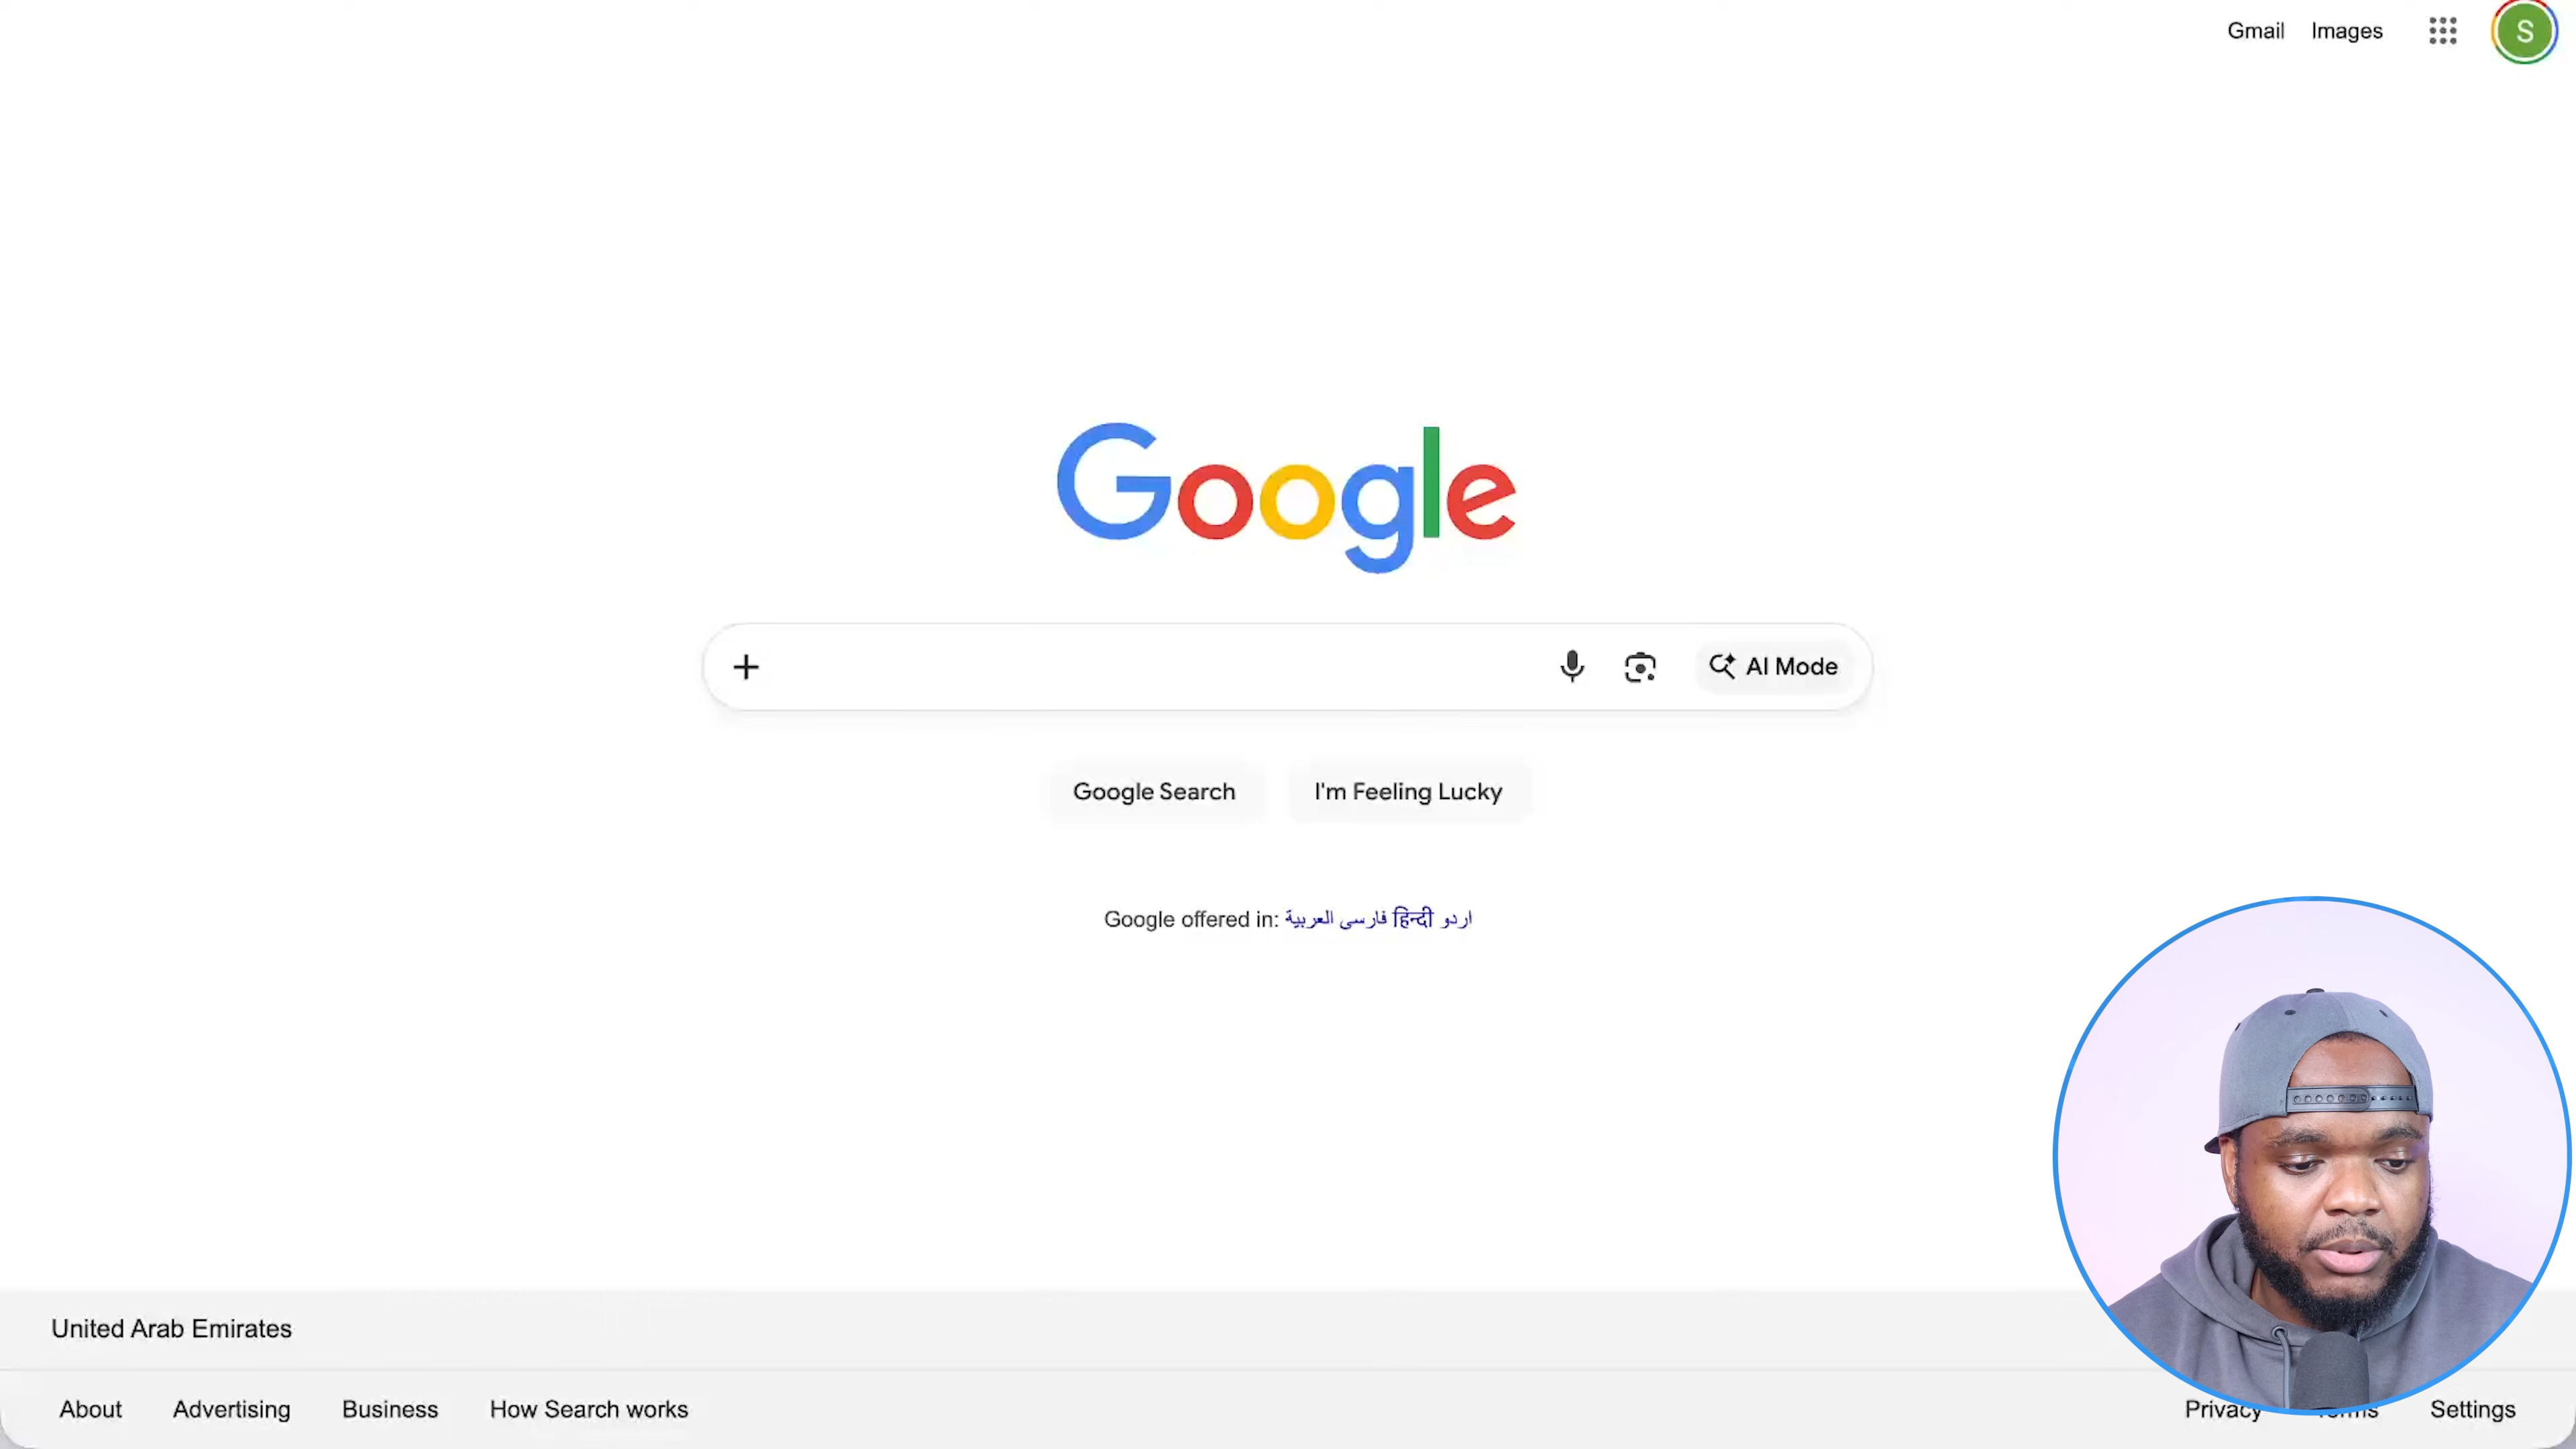 Gmail Images S
Google
AI Mode
Google Search I'm Feeling Lucky
Google offered in: العربية فارسی हिन्दी اردو
United Arab Emirates
About Advertising Business How Search works Privacy Terms Settings